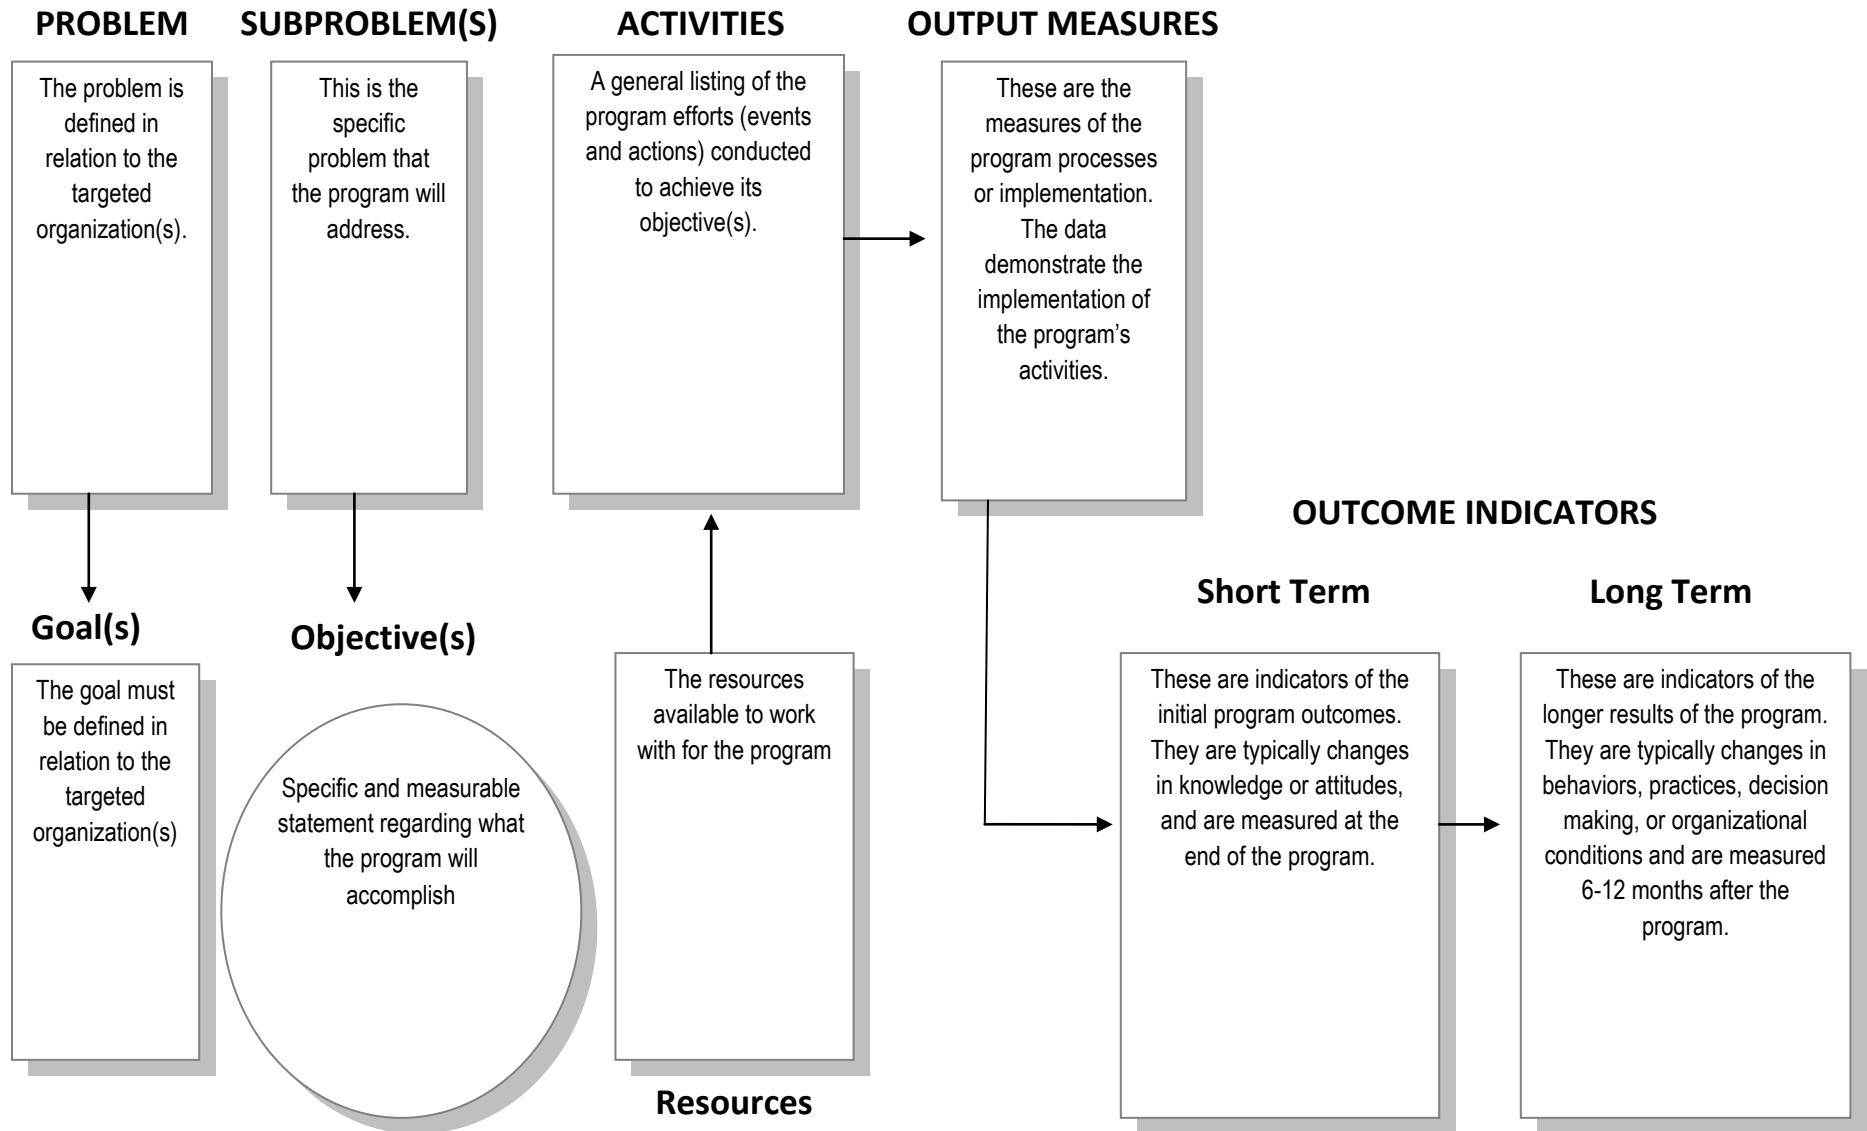 PROBLEM
The problem is
defined in
relation to the
targeted
organization(s).
SUBPROBLEM(S)
This is the
specific
problem that
the program will
address.
ACTIVITIES
A general listing of the
program efforts (events
and actions) conducted
to achieve its
objective(s).
OUTPUT MEASURES
These are the
measures of the
program processes
or implementation.
The data
demonstrate the
implementation of
the program’s
activities.
Goal(s)
The goal must
be defined in
relation to the
targeted
organization(s)
Objective(s)
Specific and measurable
statement regarding what
the program will
accomplish
The resources
available to work
with for the program
Resources
OUTCOME INDICATORS
Short Term
These are indicators of the
initial program outcomes.
They are typically changes
in knowledge or attitudes,
and are measured at the
end of the program.
Long Term
These are indicators of the
longer results of the program.
They are typically changes in
behaviors, practices, decision
making, or organizational
conditions and are measured
6-12 months after the
program.